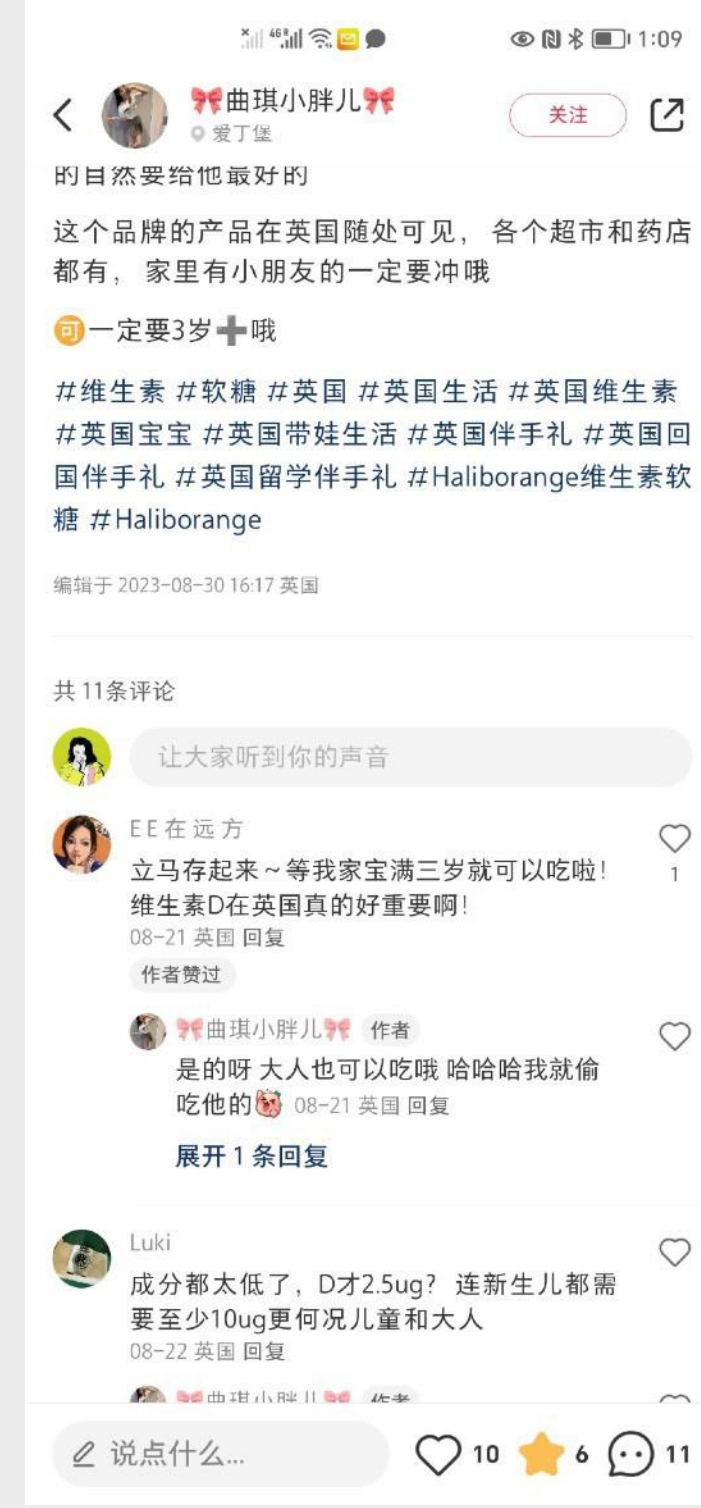 4G 1:09
🎀曲琪小胖儿🎀
爱丁堡
关注
的自然要给他最好的
这个品牌的产品在英国随处可见， 各个超市和药店
都有， 家里有小朋友的一定要冲哦
🉑一定要3岁➕哦
#维生素 #软糖 #英国 #英国生活 #英国维生素
#英国宝宝 #英国带娃生活 #英国伴手礼 #英国回
国伴手礼 #英国留学伴手礼 #Haliborange维生素软
糖 #Haliborange
编辑于 2023-08-30 16:17 英国
共 11条评论
让大家听到你的声音
E E 在 远 方
立马存起来～等我家宝满三岁就可以吃啦！
维生素D在英国真的好重要啊！
1
08-21 英国 回复
作者赞过
🎀曲琪小胖儿🎀 作者
是的呀 大人也可以吃哦 哈哈哈我就偷
吃他的 08-21 英国 回复
展开 1 条回复
Luki
成分都太低了，D才2.5ug？ 连新生儿都需
要至少10ug更何况儿童和大人
08-22 英国 回复
🎀曲琪小胖儿🎀 作者
说点什么... 10 6 11